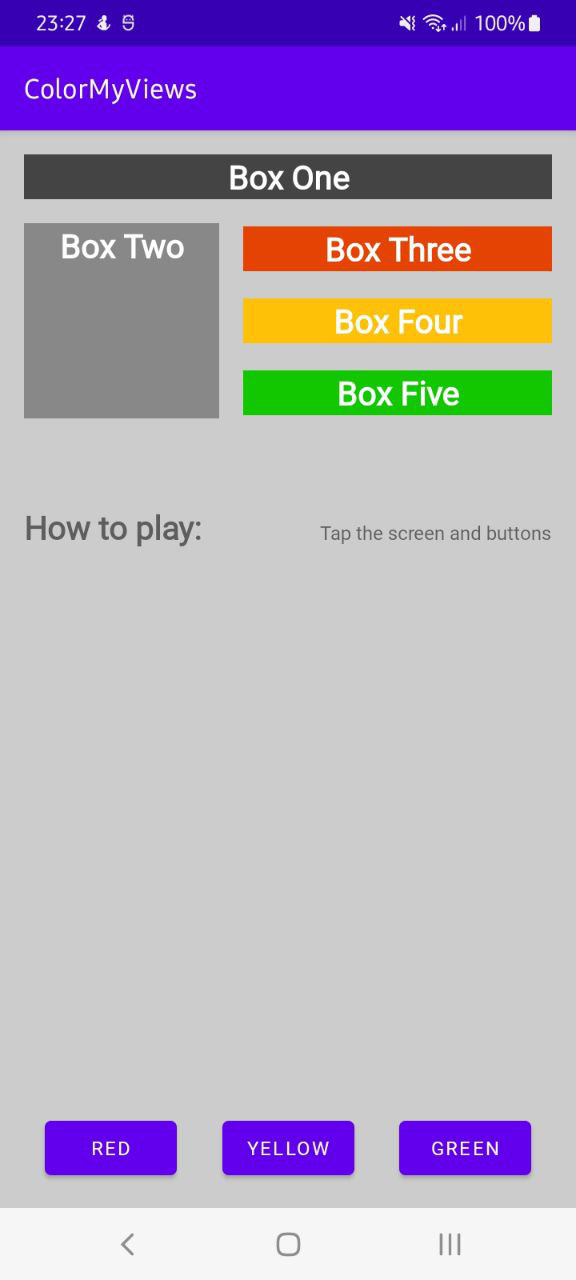 23:27 100%
ColorMyViews
Box One
Box Two
Box Three
Box Four
Box Five
How to play: Tap the screen and buttons
RED YELLOW GREEN